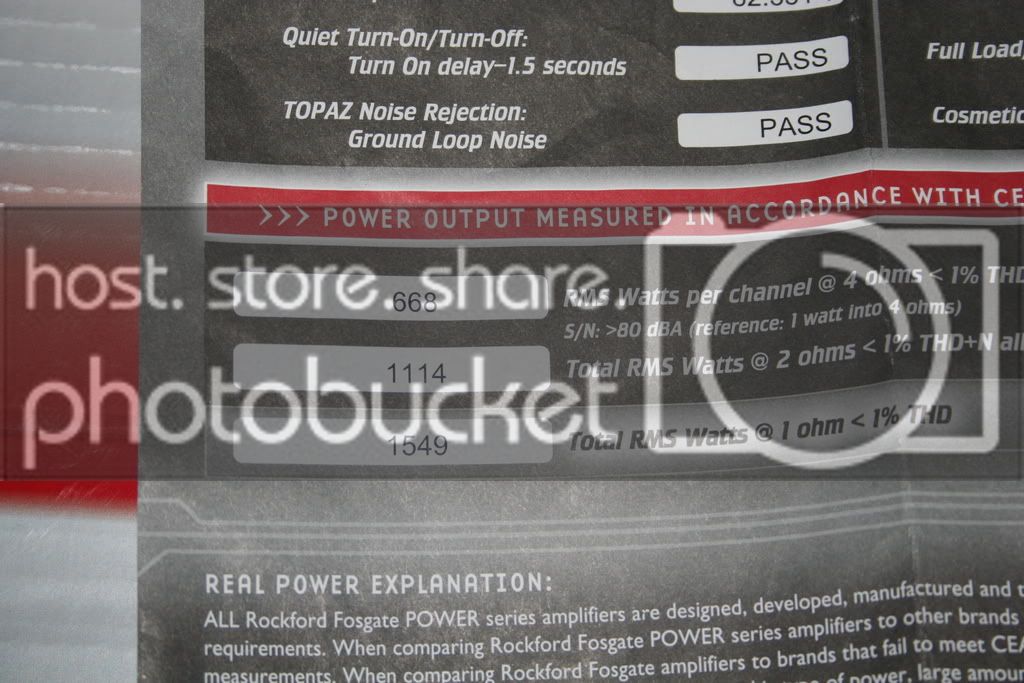 Quiet Turn-On/Turn-Off:
Turn On delay–1.5 seconds
PASS
Full Load
TOPAZ Noise Rejection:
Ground Loop Noise
PASS
Cosmetic
>>> POWER OUTPUT MEASURED IN ACCORDANCE WITH CE
668
RMS Watts per channel @ 4 ohms < 1% THD
S/N: >80 dBA (reference: 1 watt into 4 ohms)
1114
Total RMS Watts @ 2 ohms < 1% THD+N all
1549
Total RMS Watts @ 1 ohm < 1% THD
host. store. share.
photobucket
REAL POWER EXPLANATION:
ALL Rockford Fosgate POWER series amplifiers are designed, developed, manufactured and t
requirements. When comparing Rockford Fosgate POWER series amplifiers to other brands
measurements. When comparing Rockford Fosgate amplifiers to brands that fail to meet CEA
of power, large amoun